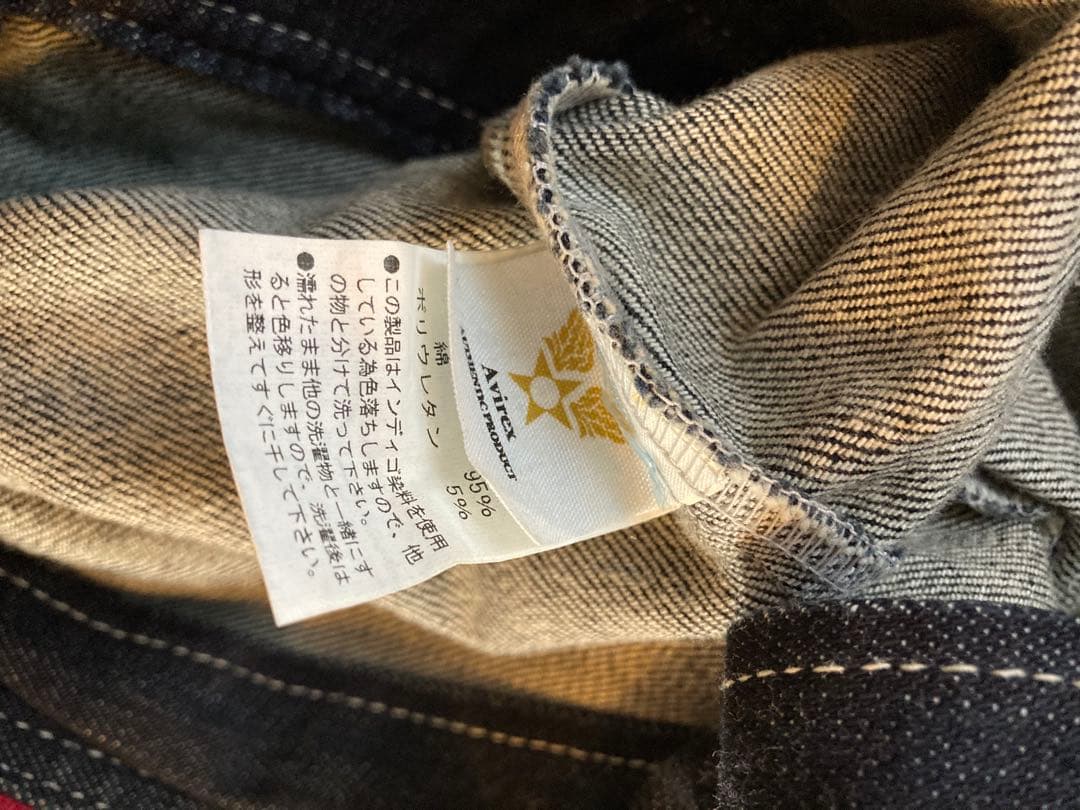 Avirex
AUTHENTIC PRODUCT
綿 95%
ポリウレタン 5%
●この製品はインディゴ染料を使用
している為色落ちしますので、他
の物と分けて洗って下さい。
●濡れたまま他の洗濯物と一緒にす
ると色移りしますので、洗濯後は
形を整えてすぐに干して下さい。